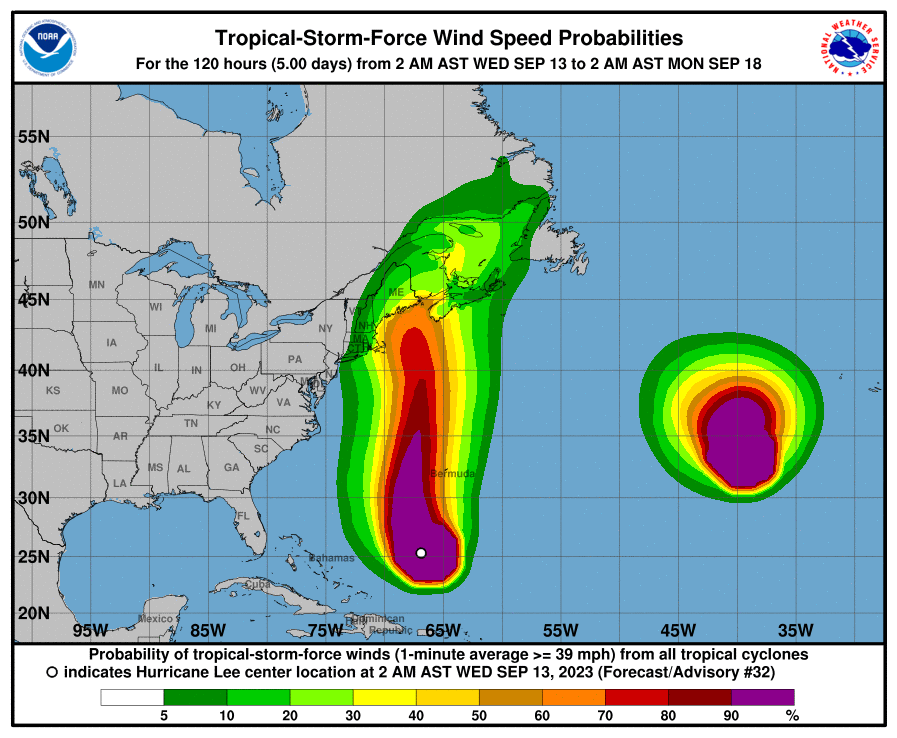 Tropical-Storm-Force Wind Speed Probabilities
For the 120 hours (5.00 days) from 2 AM AST WED SEP 13 to 2 AM AST MON SEP 18
NOAA
NATIONAL WEATHER SERVICE
55N
50N
45N
40N
35N
30N
25N
20N
MN
WI
MI
IA
IL
IN
OH
PA
NY
VT
NH
MA
CT
ME
KS
MO
KY
WV
VA
OK
AR
TN
NC
SC
MS
AL
GA
LA
FL
Bermuda
Bahamas
Cuba
Mexico
Dominican
Republic
95W
85W
75W
65W
55W
45W
35W
Probability of tropical-storm-force winds (1-minute average >= 39 mph) from all tropical cyclones
indicates Hurricane Lee center location at 2 AM AST WED SEP 13, 2023 (Forecast/Advisory #32)
5 10 20 30 40 50 60 70 80 90 %